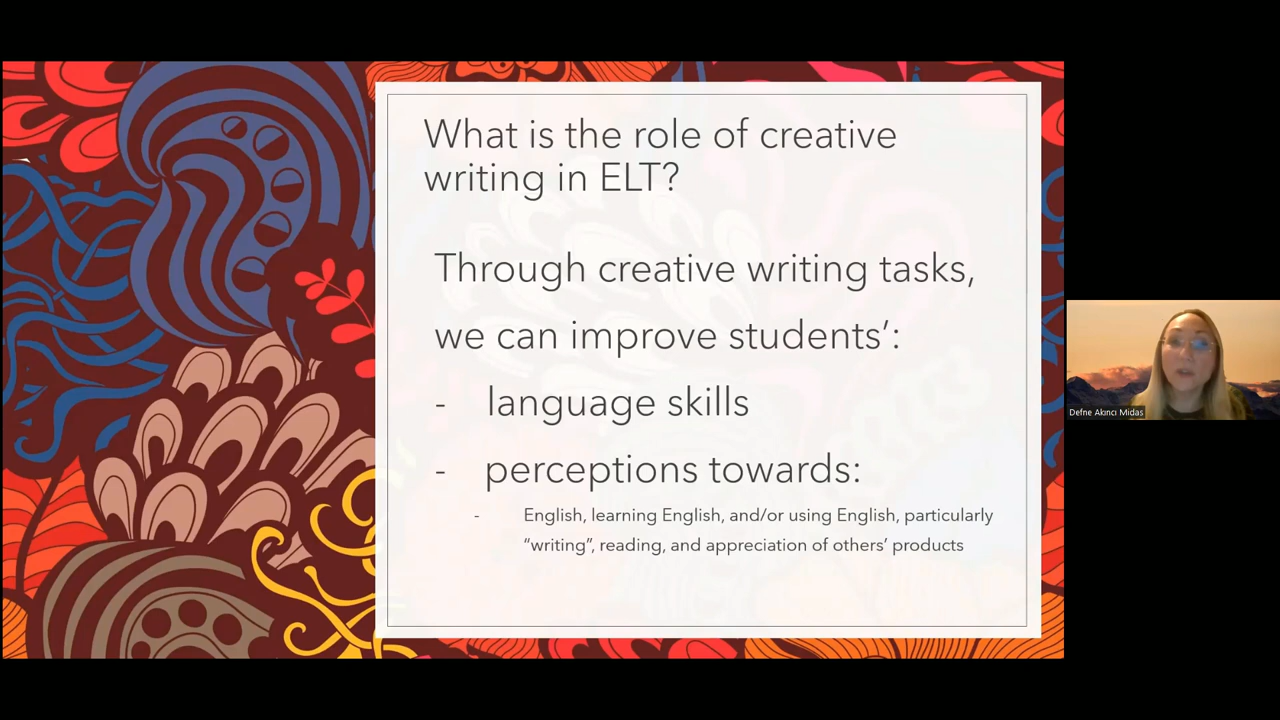 What is the role of creative
writing in ELT?
Through creative writing tasks,
we can improve students’:
- language skills
- perceptions towards:
- English, learning English, and/or using English, particularly
“writing”, reading, and appreciation of others’ products
Defne Akıncı Midas